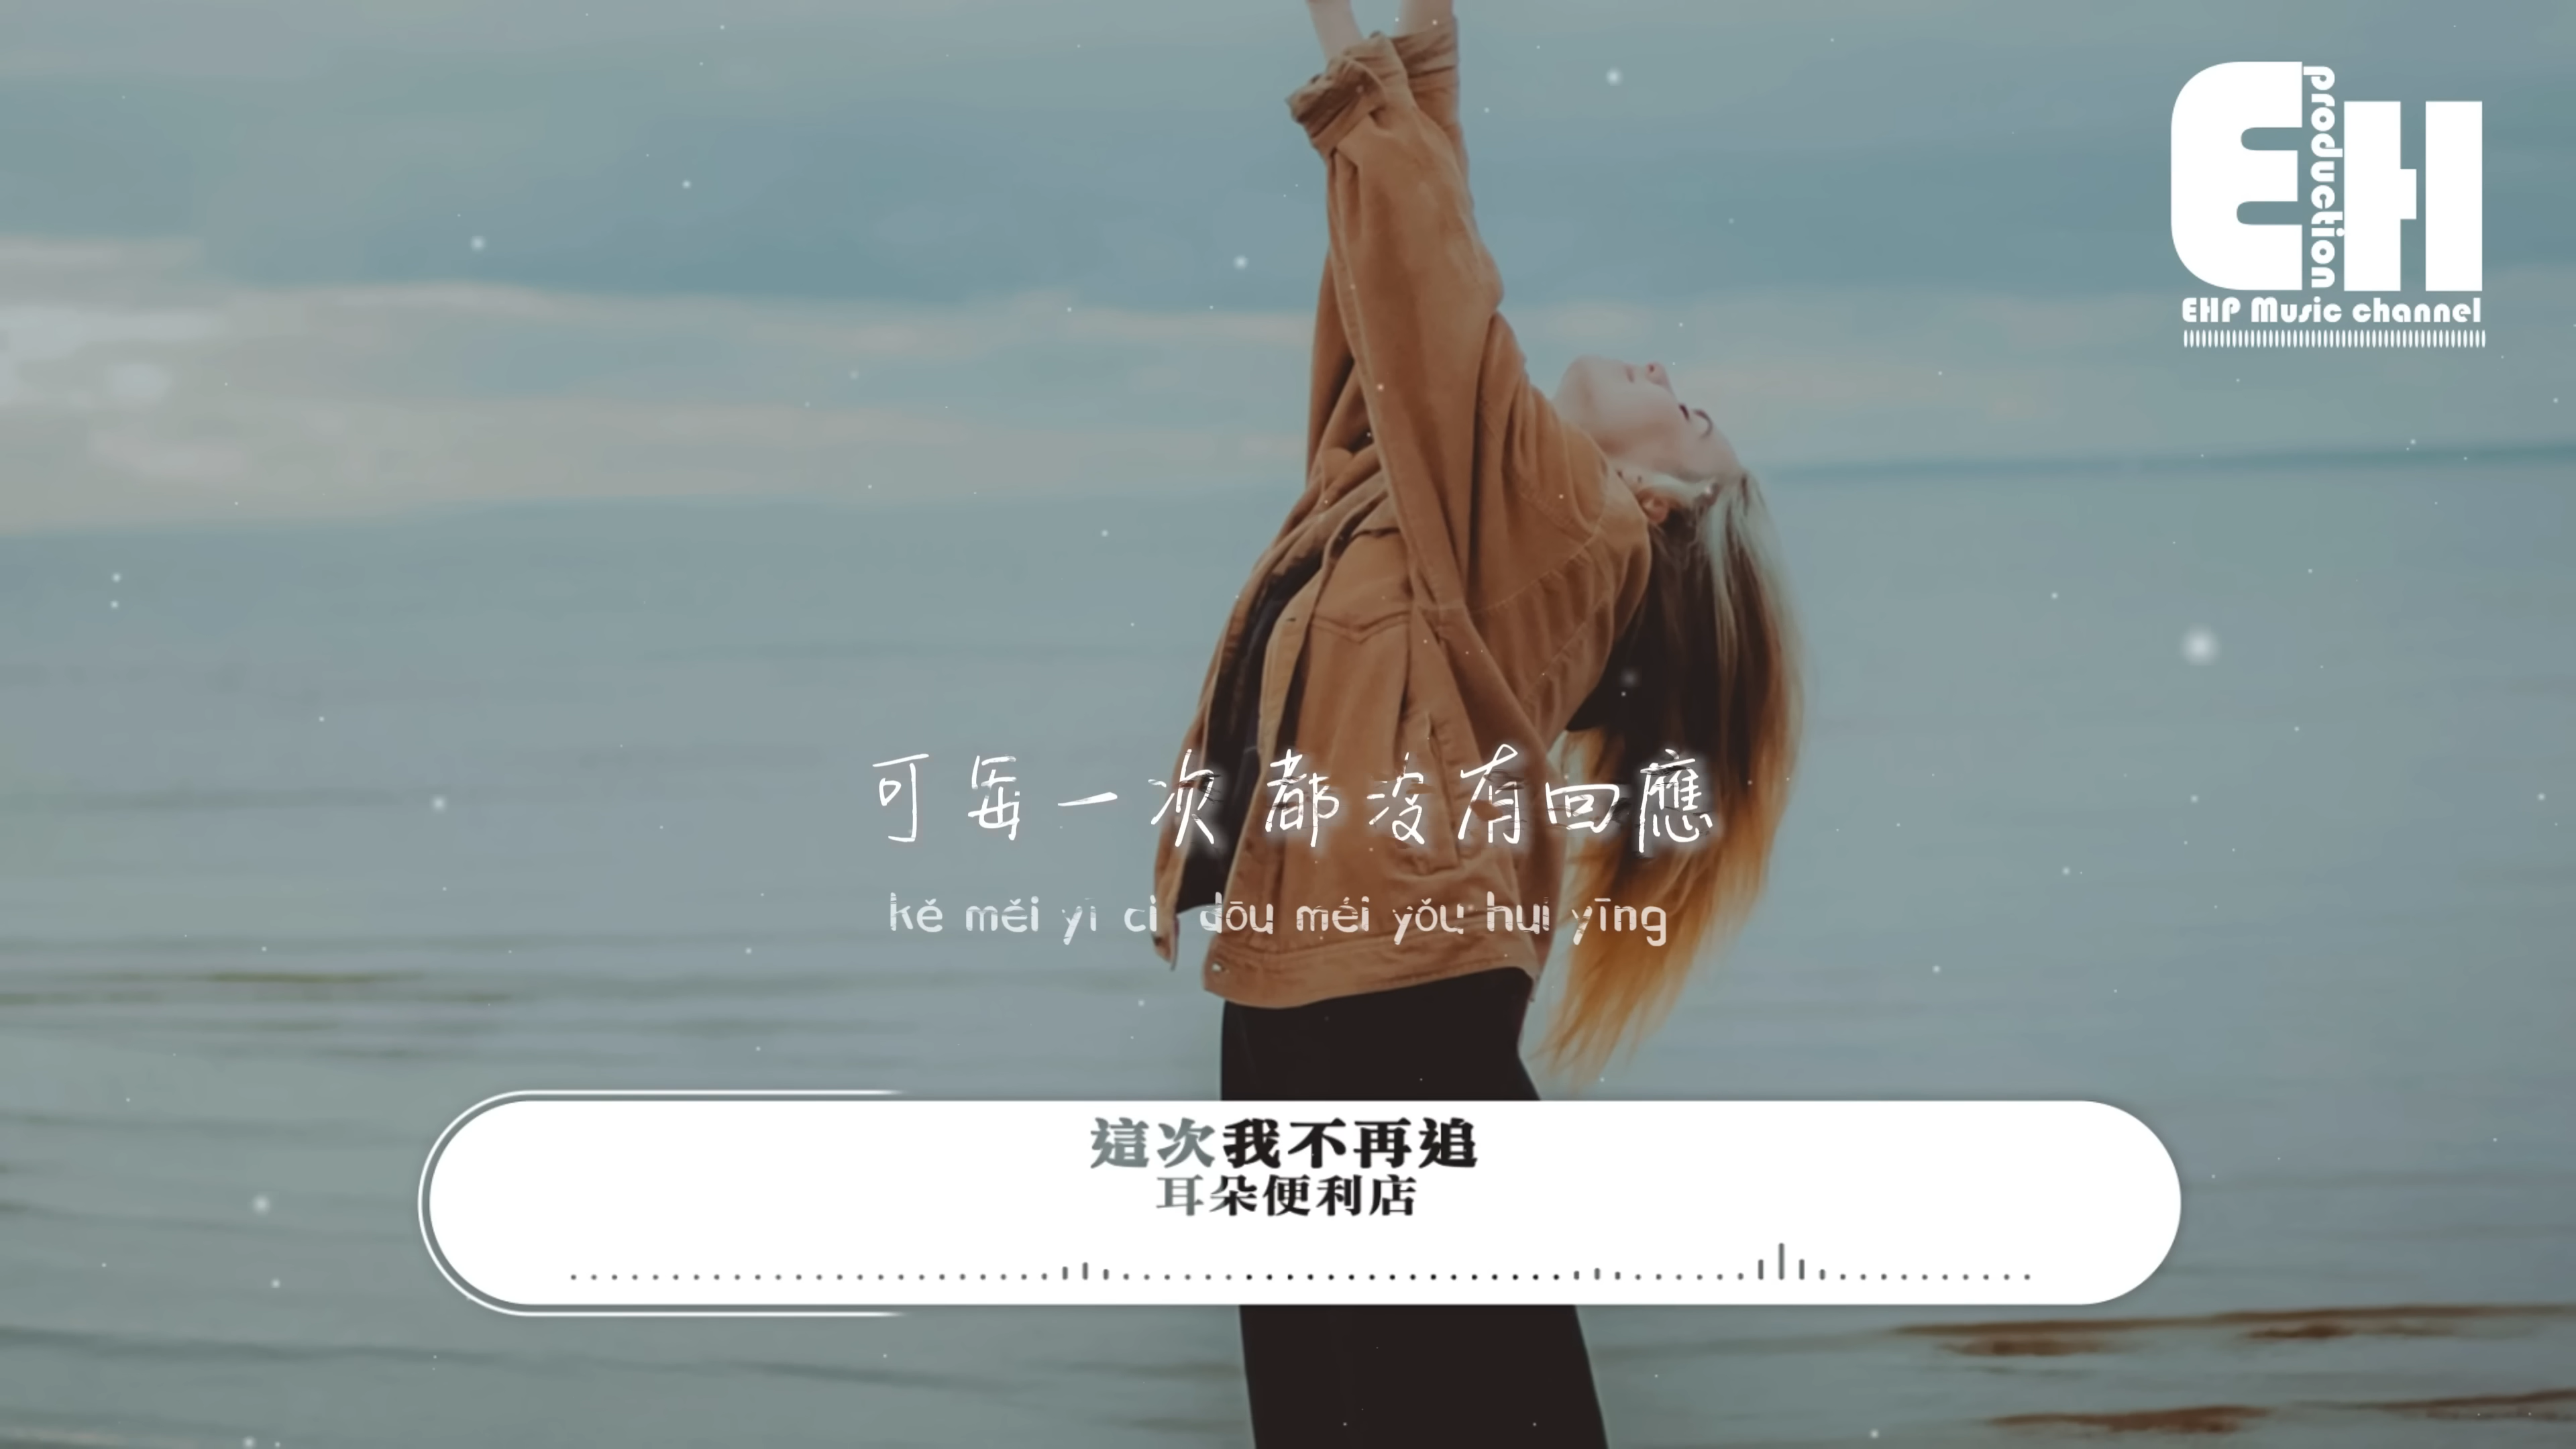 EH
production
EHP Music channel
可每一次 都沒有回應
kě měi yī cì dōu méi yǒu huí yīng
這次我不再追
耳朵便利店